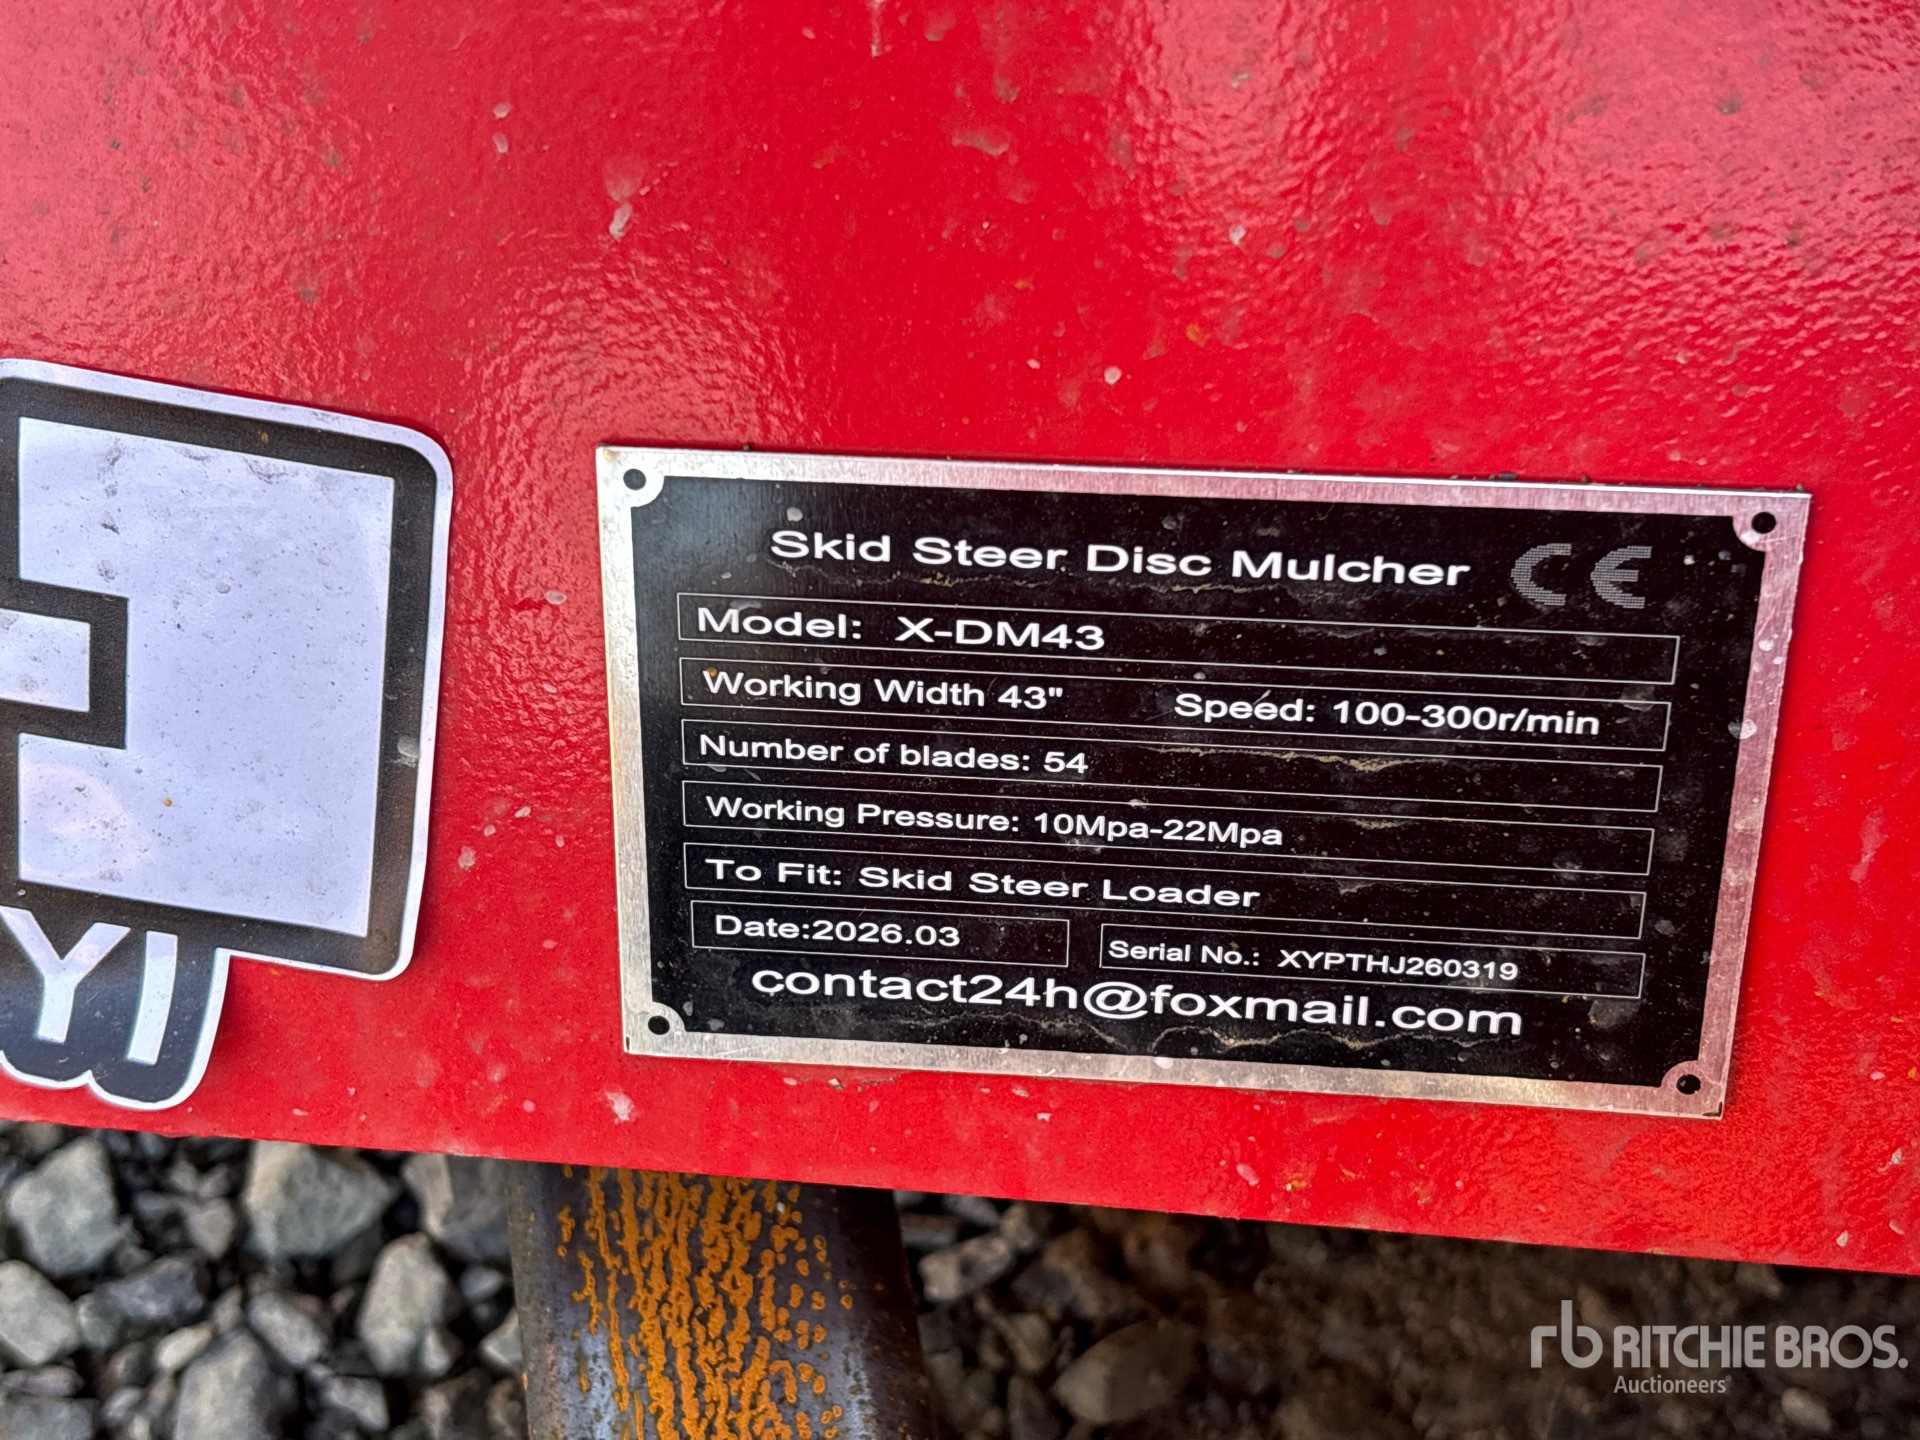 Skid Steer Disc Mulcher CE
Model: X-DM43
Working Width 43" Speed: 100-300r/min
Number of blades: 54
Working Pressure: 10Mpa-22Mpa
To Fit: Skid Steer Loader
Date:2026.03 Serial No.: XYPTHJ260319
contact24h@foxmail.com
YI
rb RITCHIE BROS.
Auctioneers